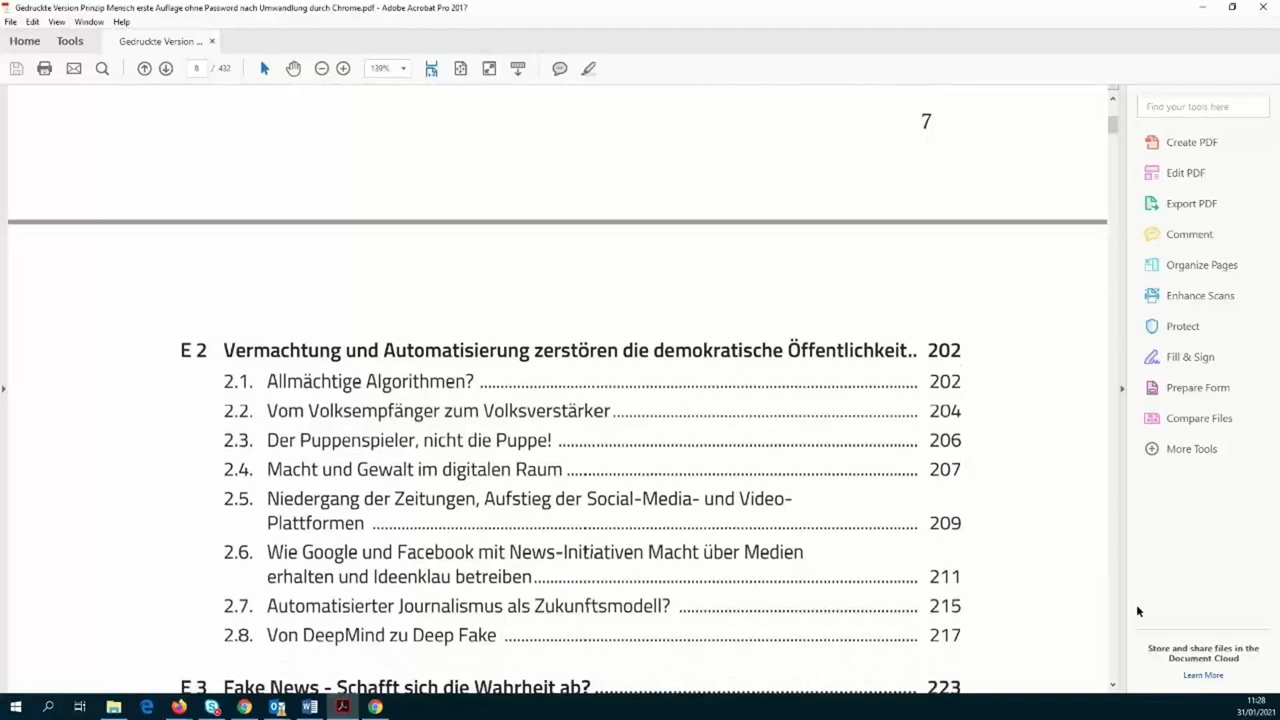 Gedruckte Version Prinzip Mensch erste Auflage ohne Password nach Umwandlung durch Chrome.pdf - Adobe Acrobat Pro 2017
File Edit View Window Help
Home Tools Gedruckte Version ... ×
8 / 432 139%
Find your tools here
Create PDF
Edit PDF
Export PDF
Comment
Organize Pages
Enhance Scans
Protect
Fill & Sign
Prepare Form
Compare Files
More Tools
Store and share files in the
Document Cloud
Learn More
7
E 2 Vermachtung und Automatisierung zerstören die demokratische Öffentlichkeit.. 202
2.1. Allmächtige Algorithmen? ........ 202
2.2. Vom Volksempfänger zum Volksverstärker ........ 204
2.3. Der Puppenspieler, nicht die Puppe! ........ 206
2.4. Macht und Gewalt im digitalen Raum ........ 207
2.5. Niedergang der Zeitungen, Aufstieg der Social-Media- und Video-
Plattformen ........ 209
2.6. Wie Google und Facebook mit News-Initiativen Macht über Medien
erhalten und Ideenklau betreiben ........ 211
2.7. Automatisierter Journalismus als Zukunftsmodell? ........ 215
2.8. Von DeepMind zu Deep Fake ........ 217
E 3 Fake News - Schafft sich die Wahrheit ab? ........ 223
11:28
31/01/2021